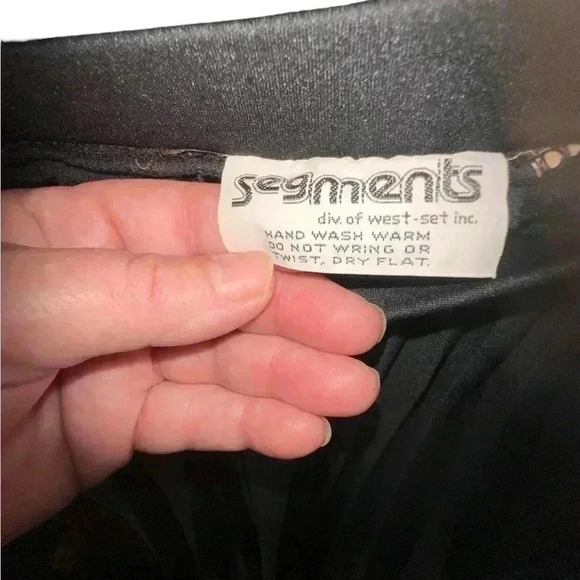 segments
div. of west-set inc.
HAND WASH WARM
DO NOT WRING OR
TWIST, DRY FLAT.